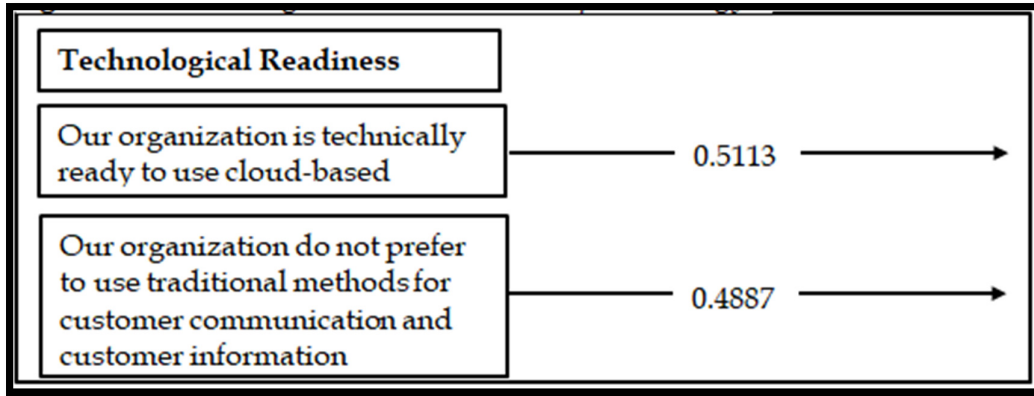 Technological Readiness
Our organization is technically
ready to use cloud-based
0.5113
Our organization do not prefer
to use traditional methods for
customer communication and
customer information
0.4887